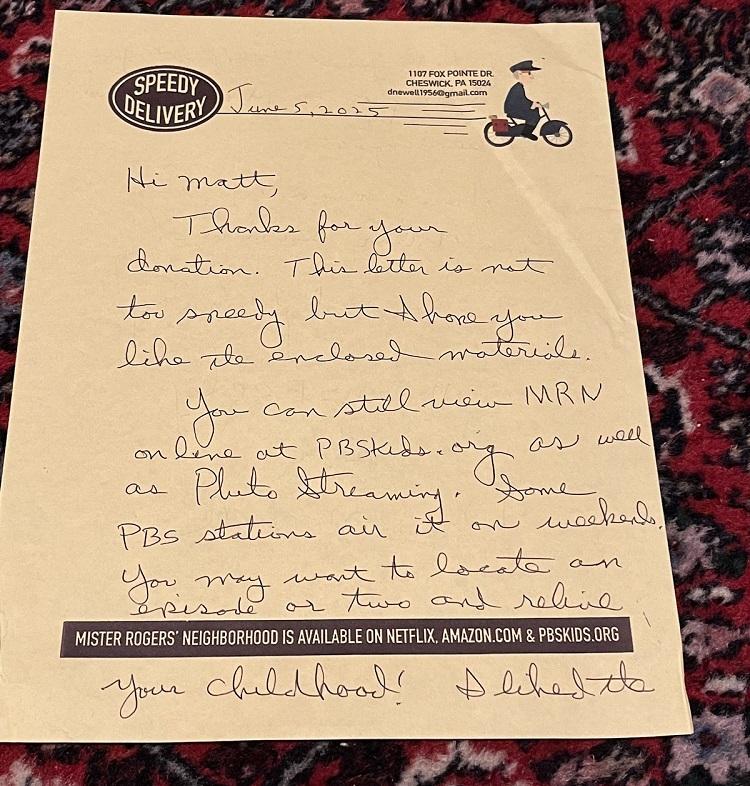 SPEEDY
DELIVERY
1107 FOX POINTE DR.
CHESWICK, PA 15024
dnewell1956@gmail.com
June 5, 2025
Hi Matt,
Thanks for your
donation. This letter is not
too speedy but I hope you
like the enclosed materials.
You can still view MRN
online at PBSKids.org as well
as Pluto Streaming. Some
PBS stations air it on weekends.
You may want to locate an
episode or two and relive
MISTER ROGERS' NEIGHBORHOOD IS AVAILABLE ON NETFLIX, AMAZON.COM & PBSKIDS.ORG
your childhood! I liked the